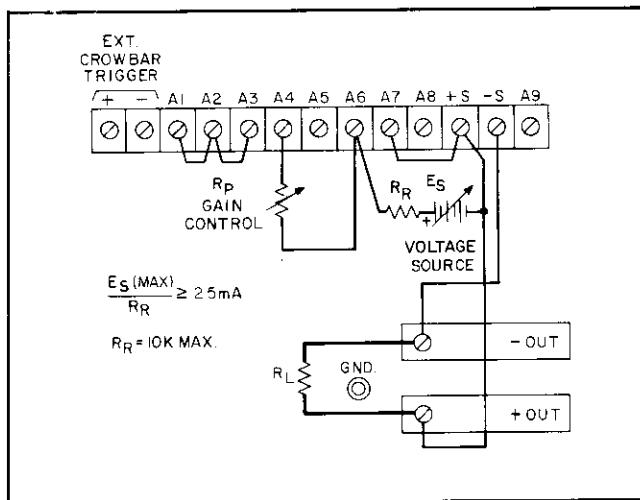 EXT.
CROWBAR
TRIGGER
+ - A1 A2 A3 A4 A5 A6 A7 A8 +S -S A9
RP
GAIN
CONTROL
RR
ES
+
VOLTAGE
SOURCE
ES (MAX)
RR
≥ 2.5mA
RR = 10K MAX.
RL
GND.
- OUT
+ OUT